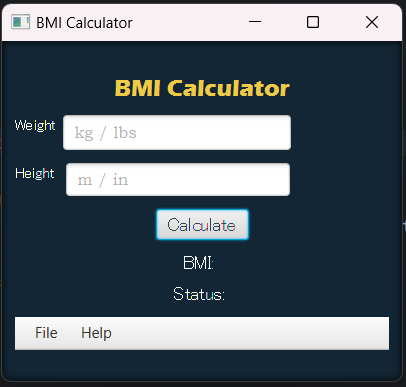 BMI Calculator
BMI Calculator
Weight kg / lbs
Height m / in
Calculate
BMI:
Status:
File Help